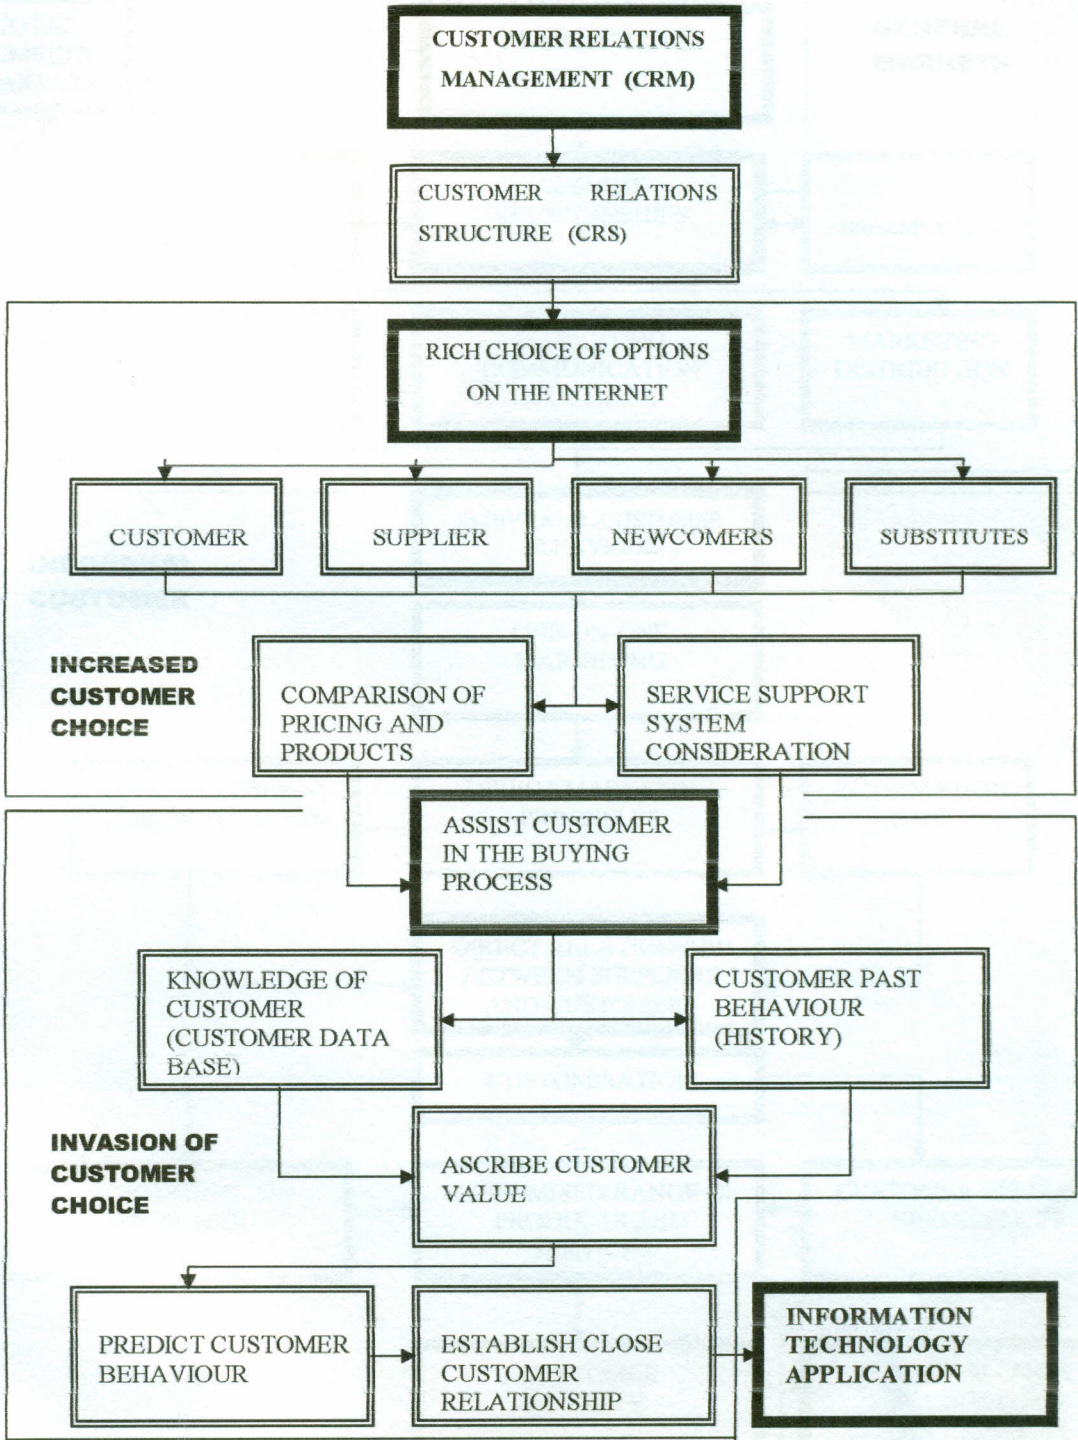 CUSTOMER RELATIONS
MANAGEMENT (CRM)
CUSTOMER RELATIONS
STRUCTURE (CRS)
RICH CHOICE OF OPTIONS
ON THE INTERNET
CUSTOMER
SUPPLIER
NEWCOMERS
SUBSTITUTES
INCREASED
CUSTOMER
CHOICE
COMPARISON OF
PRICING AND
PRODUCTS
SERVICE SUPPORT
SYSTEM
CONSIDERATION
ASSIST CUSTOMER
IN THE BUYING
PROCESS
KNOWLEDGE OF
CUSTOMER
(CUSTOMER DATA
BASE)
CUSTOMER PAST
BEHAVIOUR
(HISTORY)
INVASION OF
CUSTOMER
CHOICE
ASCRIBE CUSTOMER
VALUE
PREDICT CUSTOMER
BEHAVIOUR
ESTABLISH CLOSE
CUSTOMER
RELATIONSHIP
INFORMATION
TECHNOLOGY
APPLICATION